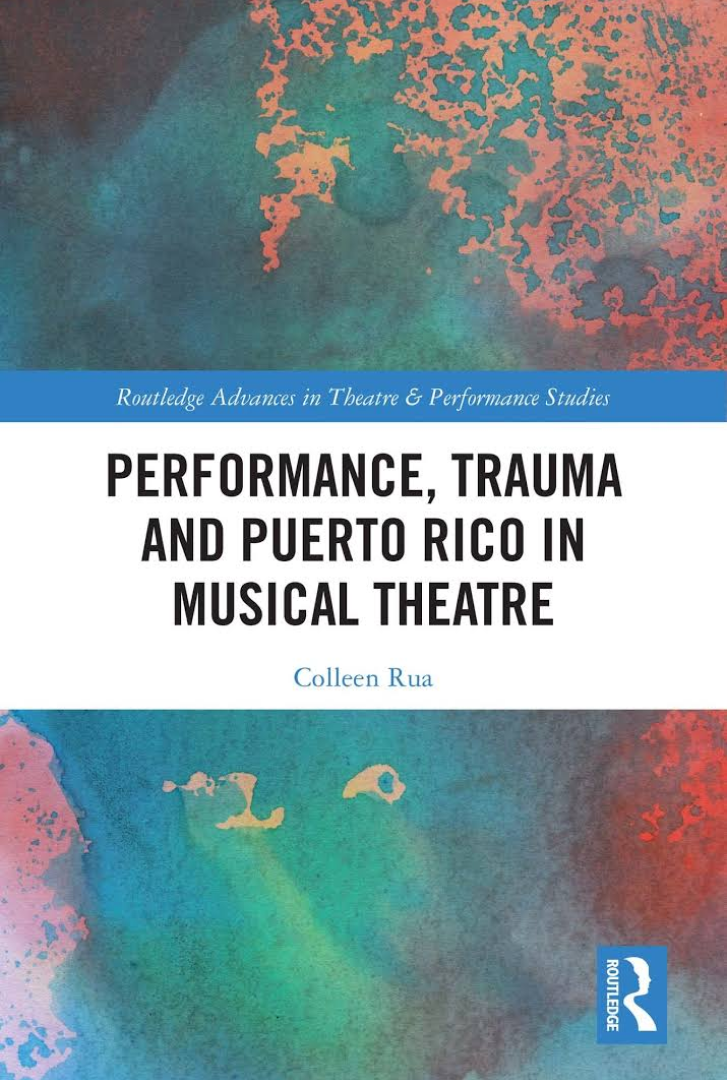 Routledge Advances in Theatre & Performance Studies
PERFORMANCE, TRAUMA
AND PUERTO RICO IN
MUSICAL THEATRE
Colleen Rua
ROUTLEDGE